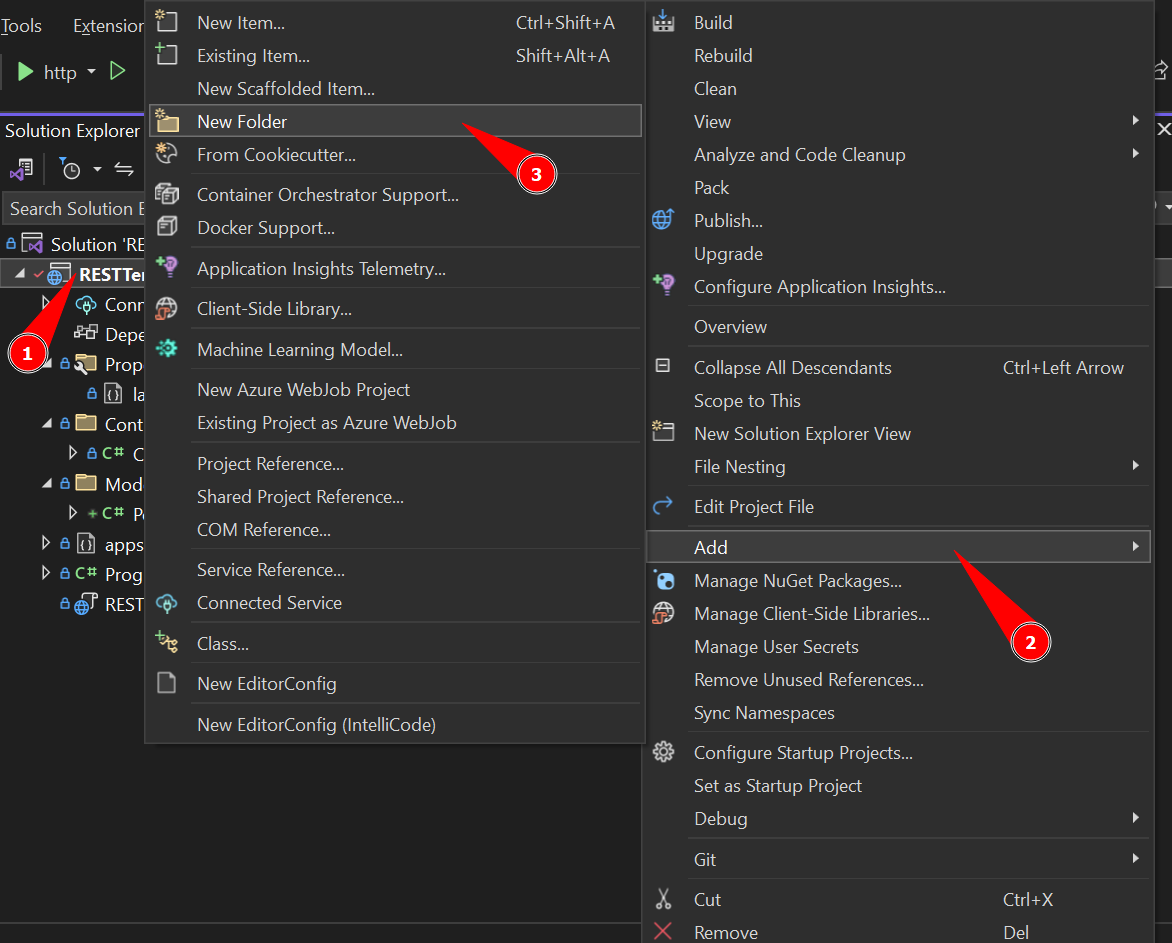 Tools
Extension
http
Solution Explorer
Search Solution E
Solution 'RE
RESTTer
Conn
Depe
Prop
la
Cont
C# C
Mode
C#
apps
C# Prog
REST
1
New Item... Ctrl+Shift+A
Existing Item... Shift+Alt+A
New Scaffolded Item...
New Folder
From Cookiecutter...
3
Container Orchestrator Support...
Docker Support...
Application Insights Telemetry...
Client-Side Library...
Machine Learning Model...
New Azure WebJob Project
Existing Project as Azure WebJob
Project Reference...
Shared Project Reference...
COM Reference...
Service Reference...
Connected Service
Class...
New EditorConfig
New EditorConfig (IntelliCode)
Build
Rebuild
Clean
View
Analyze and Code Cleanup
Pack
Publish...
Upgrade
Configure Application Insights...
Overview
Collapse All Descendants Ctrl+Left Arrow
Scope to This
New Solution Explorer View
File Nesting
Edit Project File
Add
Manage NuGet Packages...
Manage Client-Side Libraries...
2
Manage User Secrets
Remove Unused References...
Sync Namespaces
Configure Startup Projects...
Set as Startup Project
Debug
Git
Cut Ctrl+X
Remove Del